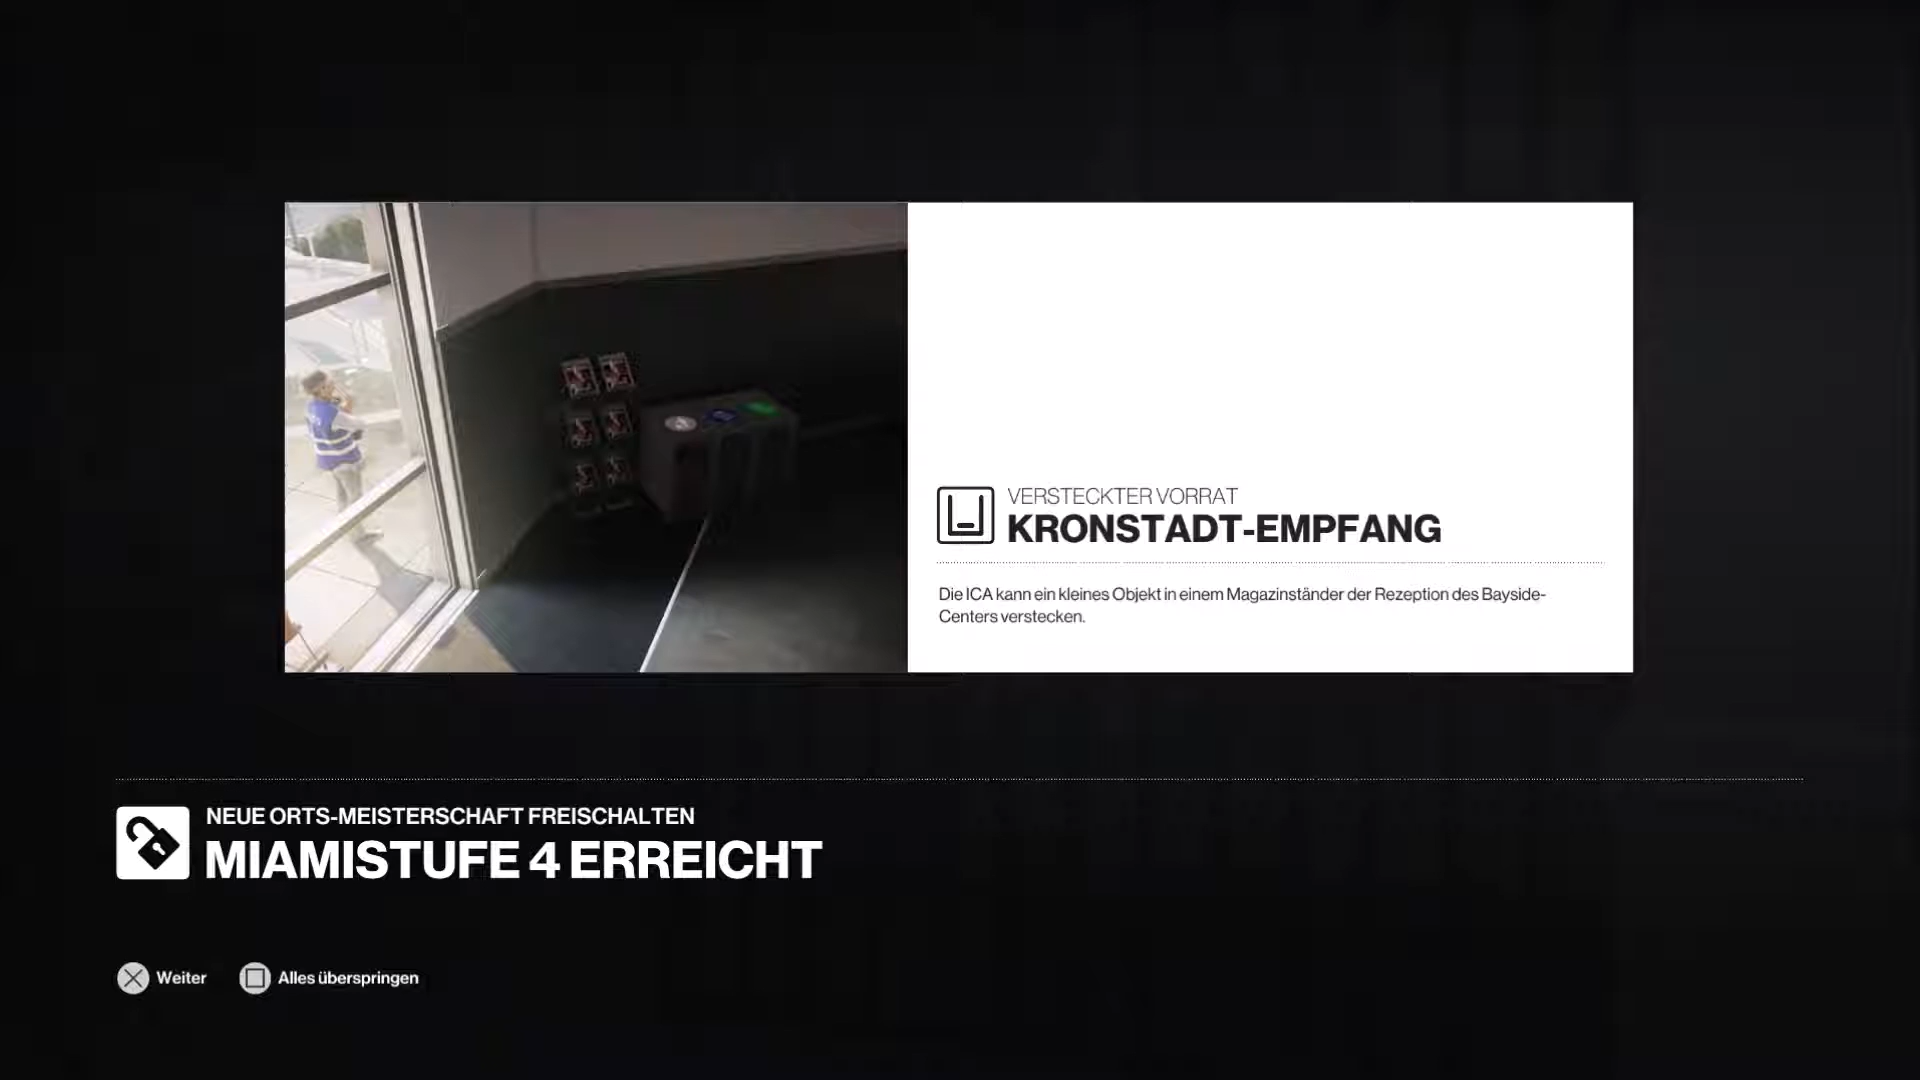 VERSTECKTER VORRAT
KRONSTADT-EMPFANG
Die ICA kann ein kleines Objekt in einem Magazinständer der Rezeption des Bayside-
Centers verstecken.
NEUE ORTS-MEISTERSCHAFT FREISCHALTEN
MIAMISTUFE 4 ERREICHT
Weiter
Alles überspringen